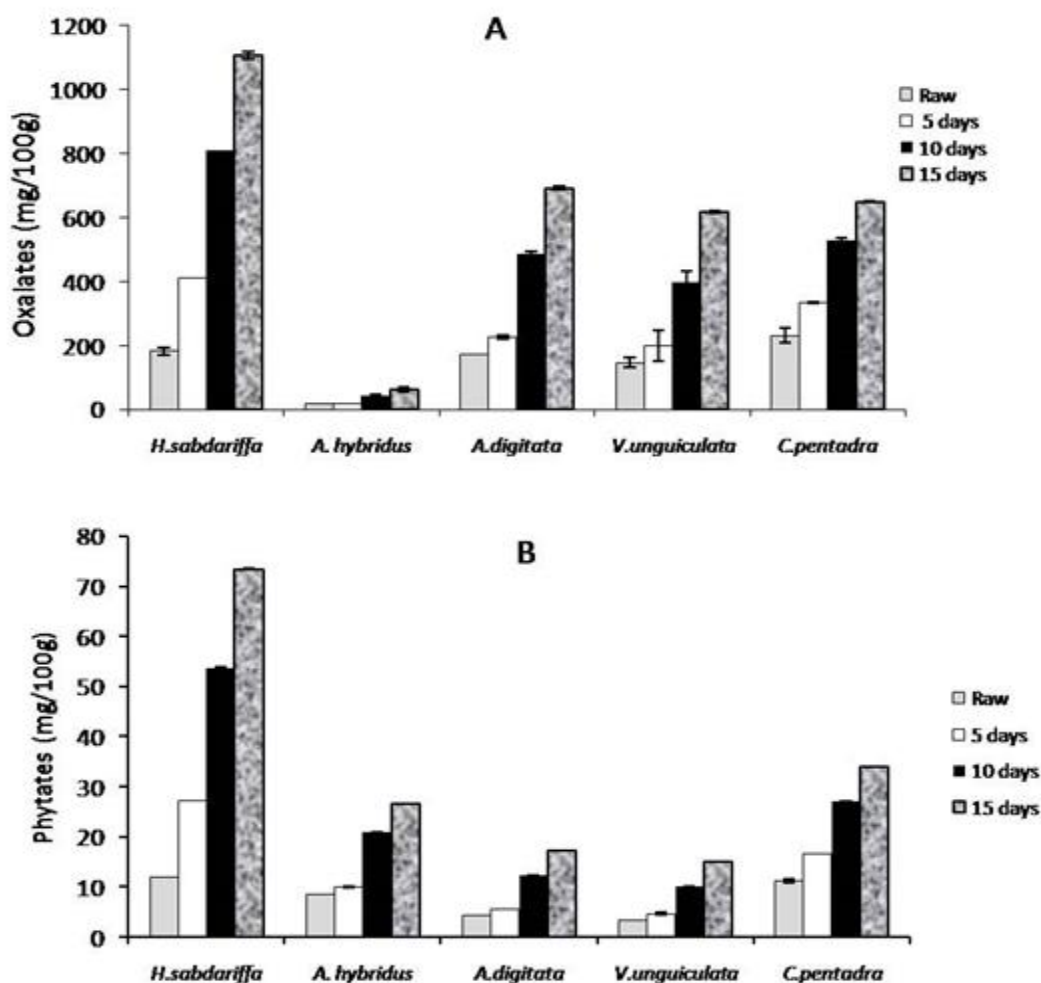 A
1200
1000
800
600
400
200
0
Oxalates (mg/100g)
Raw
5 days
10 days
15 days
H.sabdariffa A. hybridus A.digitata V.unguiculata C.pentadra
B
80
70
60
50
40
30
20
10
0
Phytates (mg/100g)
Raw
5 days
10 days
15 days
H.sabdariffa A. hybridus A.digitata V.unguiculata C.pentadra